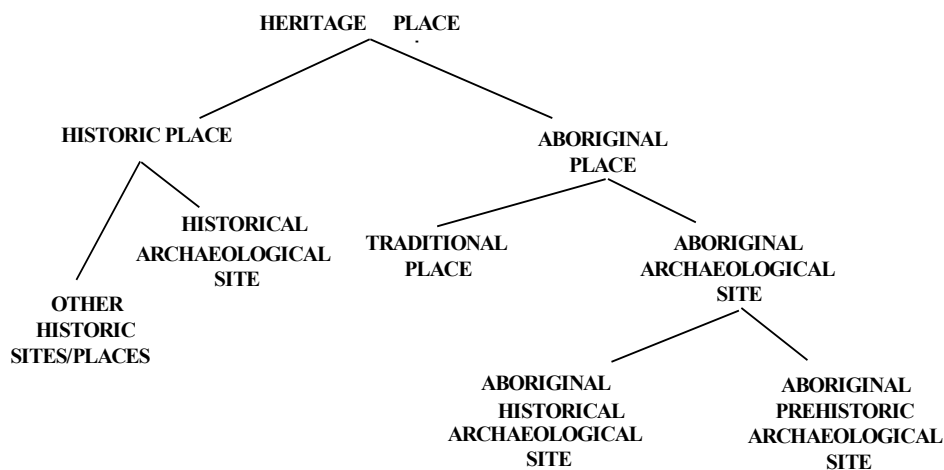 HERITAGE PLACE
HISTORIC PLACE
ABORIGINAL
PLACE
HISTORICAL
ARCHAEOLOGICAL
SITE
TRADITIONAL
PLACE
ABORIGINAL
ARCHAEOLOGICAL
SITE
OTHER
HISTORIC
SITES/PLACES
ABORIGINAL
HISTORICAL
ARCHAEOLOGICAL
SITE
ABORIGINAL
PREHISTORIC
ARCHAEOLOGICAL
SITE